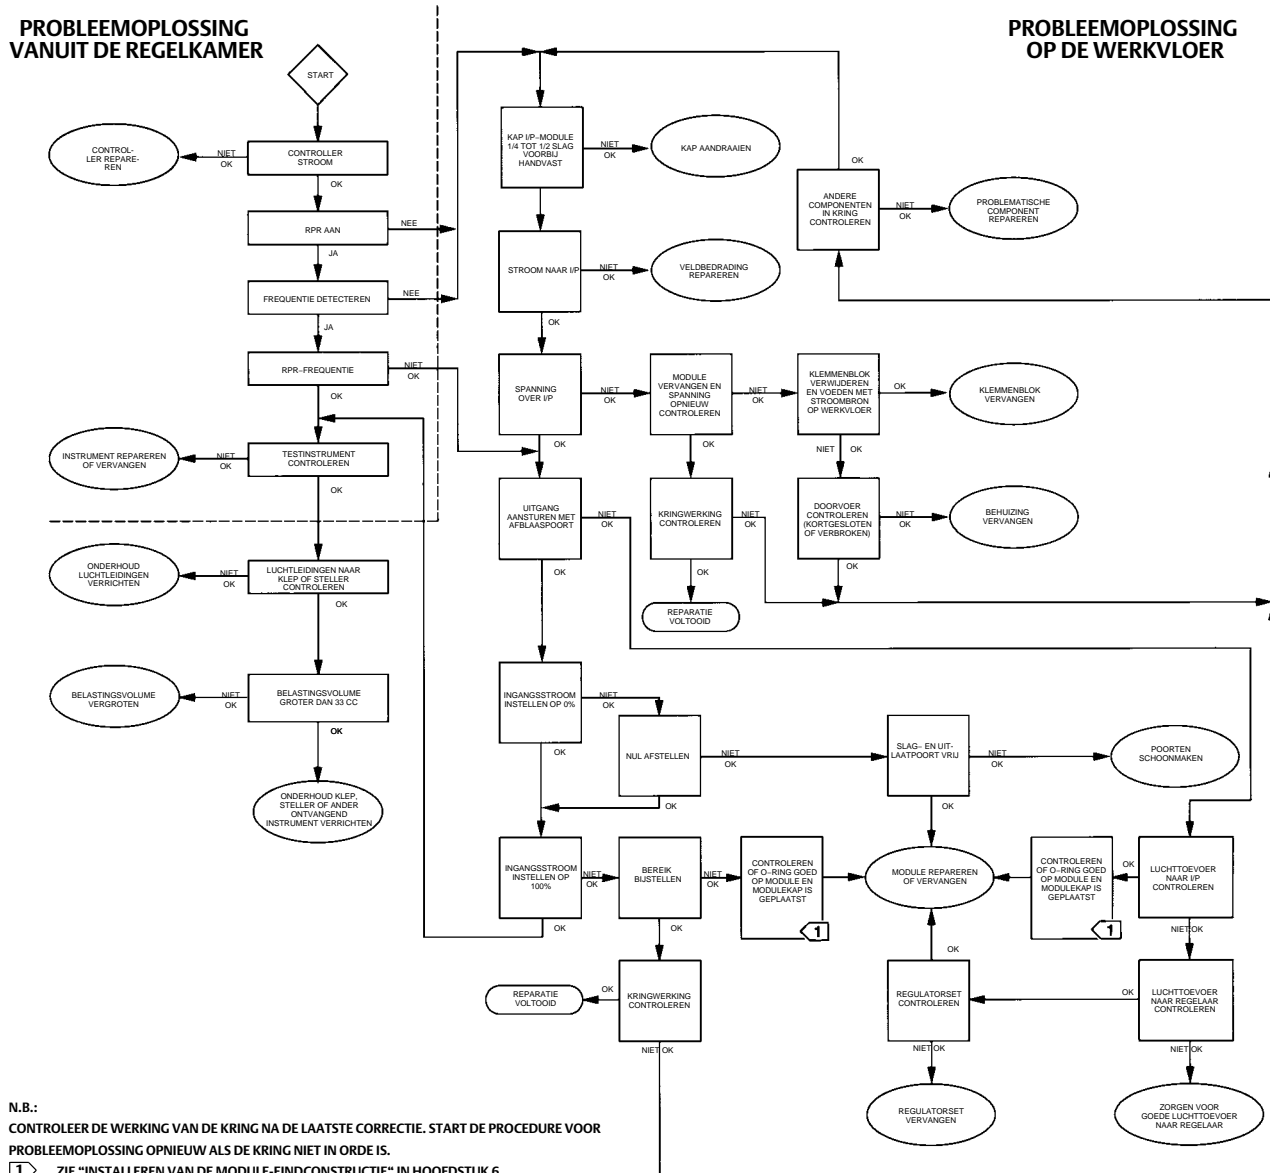 PROBLEEMOPLOSSING
VANUIT DE REGELKAMER
PROBLEEMOPLOSSING
OP DE WERKVLOER
START
CONTROL-
LER REPARE-
REN
NIET
OK
CONTROLLER
STROOM
OK
RPR AAN
NEE
JA
FREQUENTIE DETECTEREN
NEE
JA
RPR–FREQUENTIE
NIET
OK
OK
INSTRUMENT REPAREREN
OF VERVANGEN
NIET
OK
TESTINSTRUMENT
CONTROLEREN
OK
ONDERHOUD
LUCHTLEIDINGEN
VERRICHTEN
NIET
OK
LUCHTLEIDINGEN NAAR
KLEP OF STELLER
CONTROLEREN
OK
BELASTINGSVOLUME
VERGROTEN
NIET
OK
BELASTINGSVOLUME
GROTER DAN 33 CC
OK
ONDERHOUD KLEP,
STELLER OF ANDER
ONTVANGEND
INSTRUMENT VERRICHTEN
KAP I/P–MODULE
1/4 TOT 1/2 SLAG
VOORBIJ
HANDVAST
NIET
OK
KAP AANDRAAIEN
OK
ANDERE
COMPONENTEN
IN KRING
CONTROLEREN
NIET
OK
PROBLEMATISCHE
COMPONENT
REPAREREN
STROOM NAAR I/P
NIET
OK
VELDBEDRADING
REPAREREN
OK
SPANNING
OVER I/P
NIET
OK
MODULE
VERVANGEN EN
SPANNING
OPNIEUW
CONTROLEREN
NIET
OK
KLEMMENBLOK
VERWIJDEREN
EN VOEDEN MET
STROOMBRON
OP WERKVLOER
OK
KLEMMENBLOK
VERVANGEN
OK
OK
NIET OK
UITGANG
AANSTUREN MET
AFBLAASPOORT
NIET
OK
KRINGWERKING
CONTROLEREN
NIET
OK
DOORVOER
CONTROLEREN
(KORTGESLOTEN
OF VERBROKEN)
NIET
OK
BEHUIZING
VERVANGEN
OK
OK
OK
REPARATIE
VOLTOOID
INGANGSSTROOM
INSTELLEN OP 0%
NIET
OK
OK
NUL AFSTELLEN
NIET
OK
SLAG– EN UIT-
LAATPOORT VRIJ
NIET
OK
POORTEN
SCHOONMAKEN
OK
OK
INGANGSSTROOM
INSTELLEN OP
100%
NIET
OK
BEREIK
BIJSTELLEN
NIET
OK
CONTROLEREN
OF O–RING GOED
OP MODULE EN
MODULEKAP IS
GEPLAATST
1
MODULE REPAREREN
OF VERVANGEN
CONTROLEREN
OF O–RING GOED
OP MODULE EN
MODULEKAP IS
GEPLAATST
1
OK
LUCHTTOEVOER
NAAR I/P
CONTROLEREN
OK
OK
OK
NIET OK
REPARATIE
VOLTOOID
OK
KRINGWERKING
CONTROLEREN
REGULATORSET
CONTROLEREN
OK
LUCHTTOEVOER
NAAR REGELAAR
CONTROLEREN
NIET OK
NIET OK
NIET OK
REGULATORSET
VERVANGEN
ZORGEN VOOR
GOEDE LUCHTTOEVOER
NAAR REGELAAR
N.B.:
CONTROLEER DE WERKING VAN DE KRING NA DE LAATSTE CORRECTIE. START DE PROCEDURE VOOR
PROBLEEMOPLOSSING OPNIEUW ALS DE KRING NIET IN ORDE IS.
1 ZIE “INSTALLEREN VAN DE MODULE-EINDCONSTRUCTIE“ IN HOOFDSTUK 6